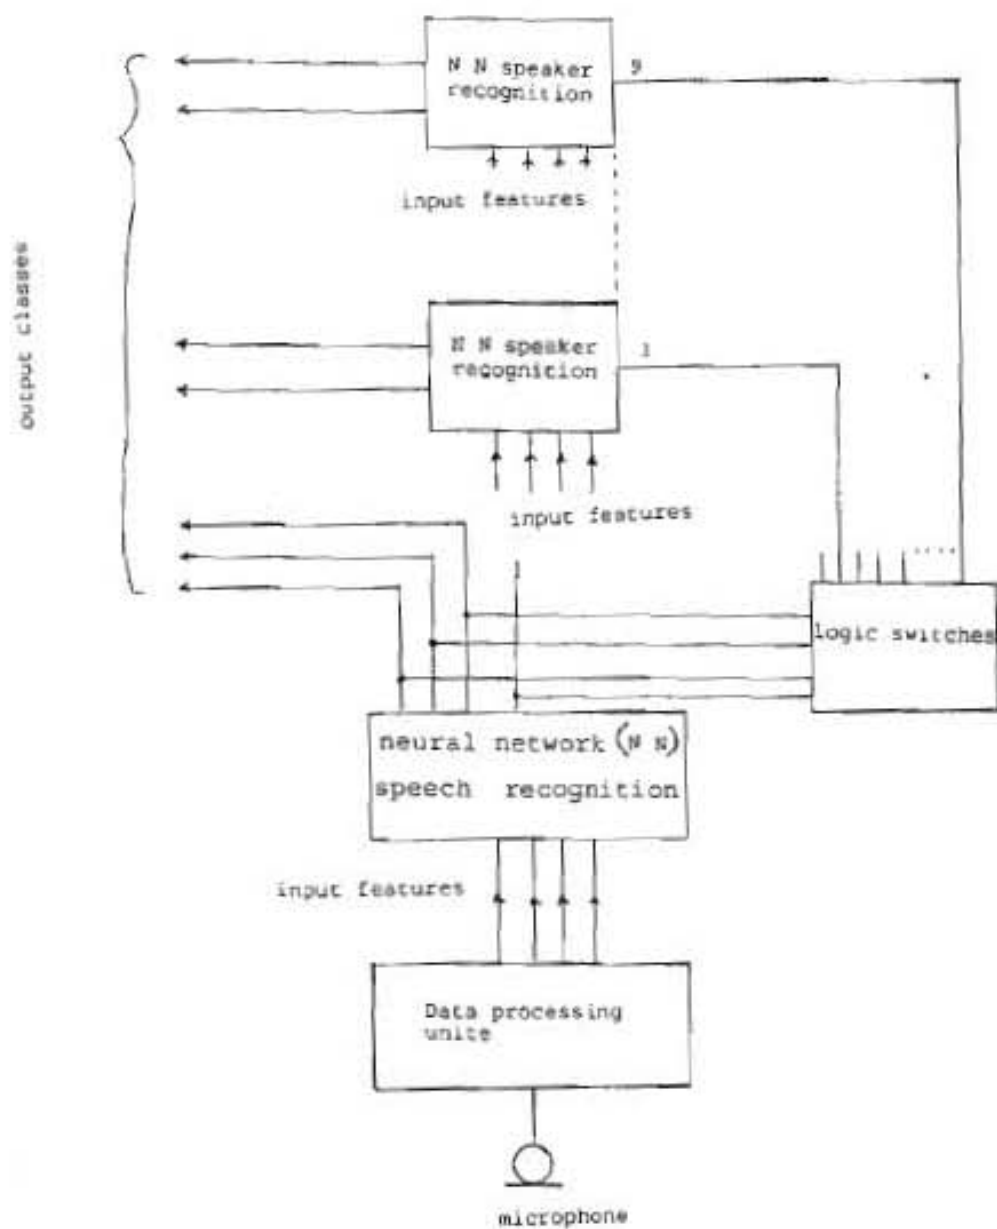 N N speaker
recognition
9
input features
output classes
N N speaker
recognition
1
input features
logic switches
neural network (N N)
speech recognition
input features
Data processing
unite
microphone